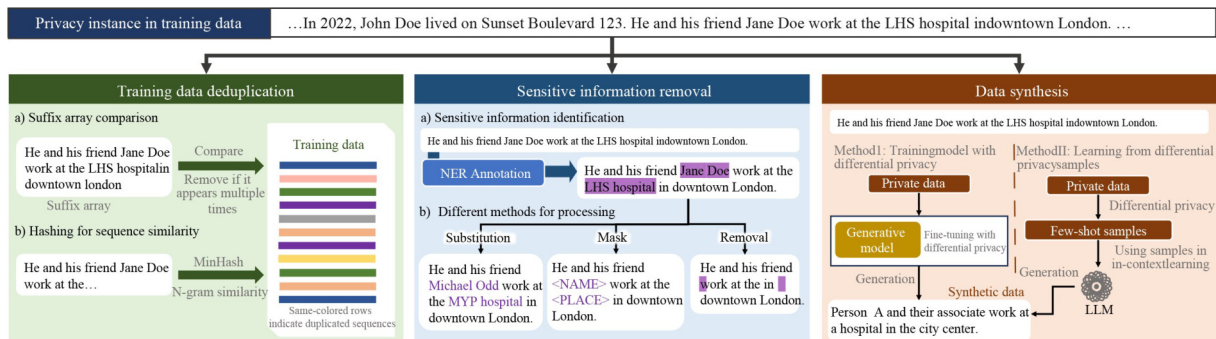 Privacy instance in training data
…In 2022, John Doe lived on Sunset Boulevard 123. He and his friend Jane Doe work at the LHS hospital indowntown London. …
Training data deduplication
a) Suffix array comparison
He and his friend Jane Doe
work at the LHS hospitalin
downtown london
Suffix array
Compare
Remove if it
appears multiple
times
b) Hashing for sequence similarity
He and his friend Jane Doe
work at the…
MinHash
N-gram similarity
Training data
Same-colored rows
indicate duplicated sequences
Sensitive information removal
a) Sensitive information identification
He and his friend Jane Doe work at the LHS hospital indowntown London.
NER Annotation
He and his friend Jane Doe work at the
LHS hospital in downtown London.
b) Different methods for processing
Substitution
Mask
Removal
He and his friend
Michael Odd work at
the MYP hospital in
downtown London.
He and his friend
<NAME> work at the
<PLACE> in downtown
London.
He and his friend
work at the in
downtown London.
Data synthesis
He and his friend Jane Doe work at the LHS hospital indowntown London.
Method1: Trainingmodel with
differential privacy
Private data
Generative
model
Fine-tuning with
differential privacy
Generation
MethodII: Learning from differential
privacysamples
Private data
Differential privacy
Few-shot samples
Using samples in
in-contextlearning
Generation
LLM
Synthetic data
Person A and their associate work at
a hospital in the city center.